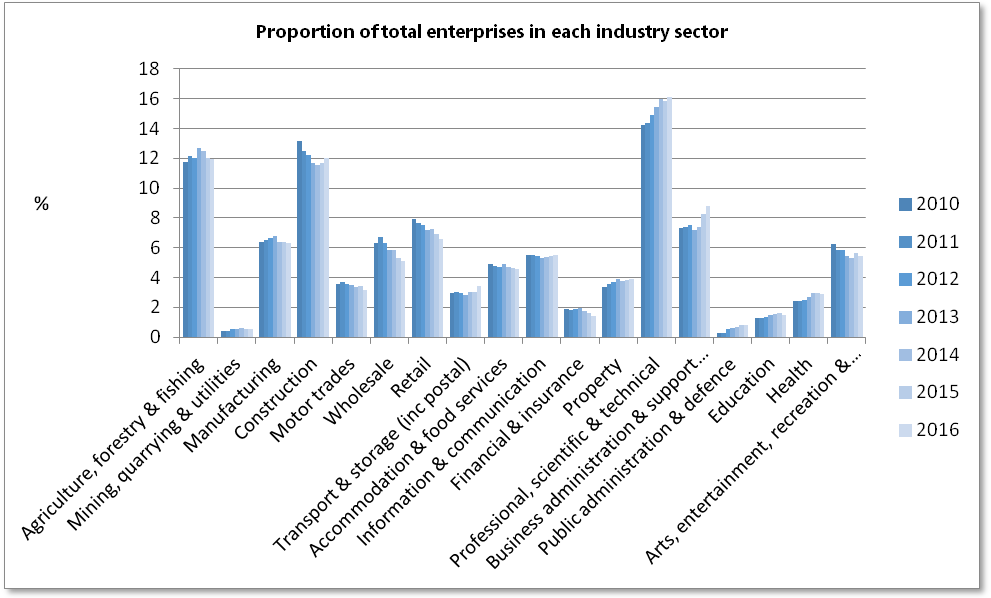 Proportion of total enterprises in each industry sector
18
16
14
12
10
8
6
4
2
0
%
Agriculture, forestry & fishing
Mining, quarrying & utilities
Manufacturing
Construction
Motor trades
Wholesale
Retail
Transport & storage (inc postal)
Accommodation & food services
Information & communication
Financial & insurance
Property
Professional, scientific & technical
Business administration & support...
Public administration & defence
Education
Health
Arts, entertainment, recreation &...
2010
2011
2012
2013
2014
2015
2016